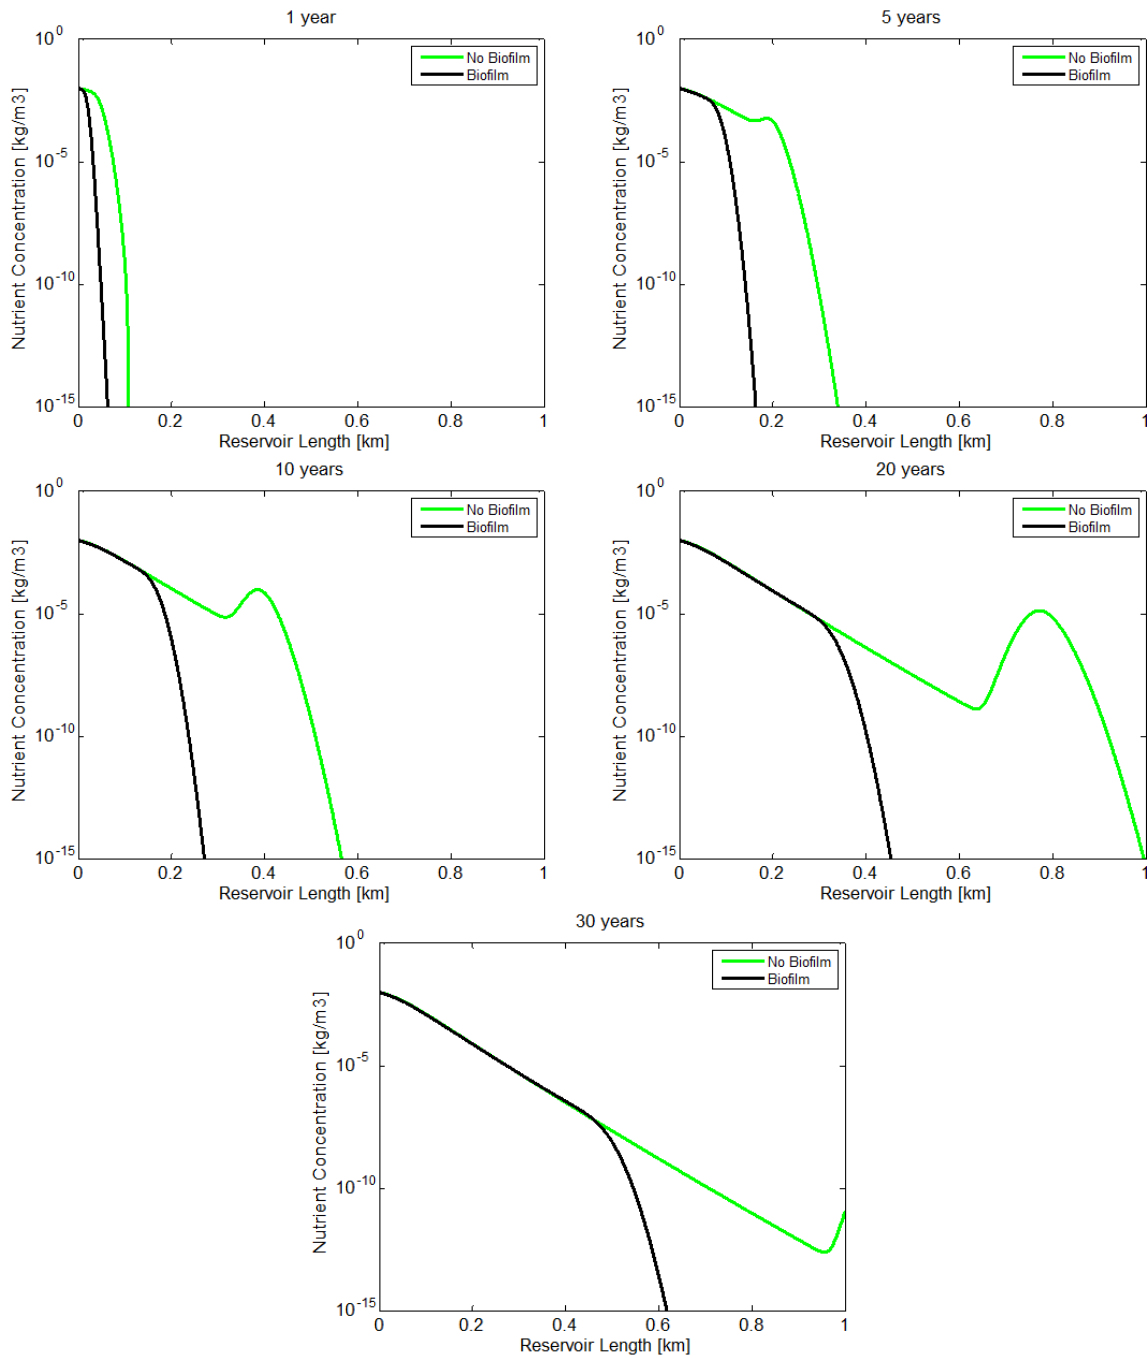 1 year
Nutrient Concentration [kg/m3]
10^0
10^-5
10^-10
10^-15
No Biofilm
Biofilm
0 0.2 0.4 0.6 0.8 1
Reservoir Length [km]
5 years
Nutrient Concentration [kg/m3]
10^0
10^-5
10^-10
10^-15
No Biofilm
Biofilm
0 0.2 0.4 0.6 0.8 1
Reservoir Length [km]
10 years
Nutrient Concentration [kg/m3]
10^0
10^-5
10^-10
10^-15
No Biofilm
Biofilm
0 0.2 0.4 0.6 0.8 1
Reservoir Length [km]
20 years
Nutrient Concentration [kg/m3]
10^0
10^-5
10^-10
10^-15
No Biofilm
Biofilm
0 0.2 0.4 0.6 0.8 1
Reservoir Length [km]
30 years
Nutrient Concentration [kg/m3]
10^0
10^-5
10^-10
10^-15
No Biofilm
Biofilm
0 0.2 0.4 0.6 0.8 1
Reservoir Length [km]